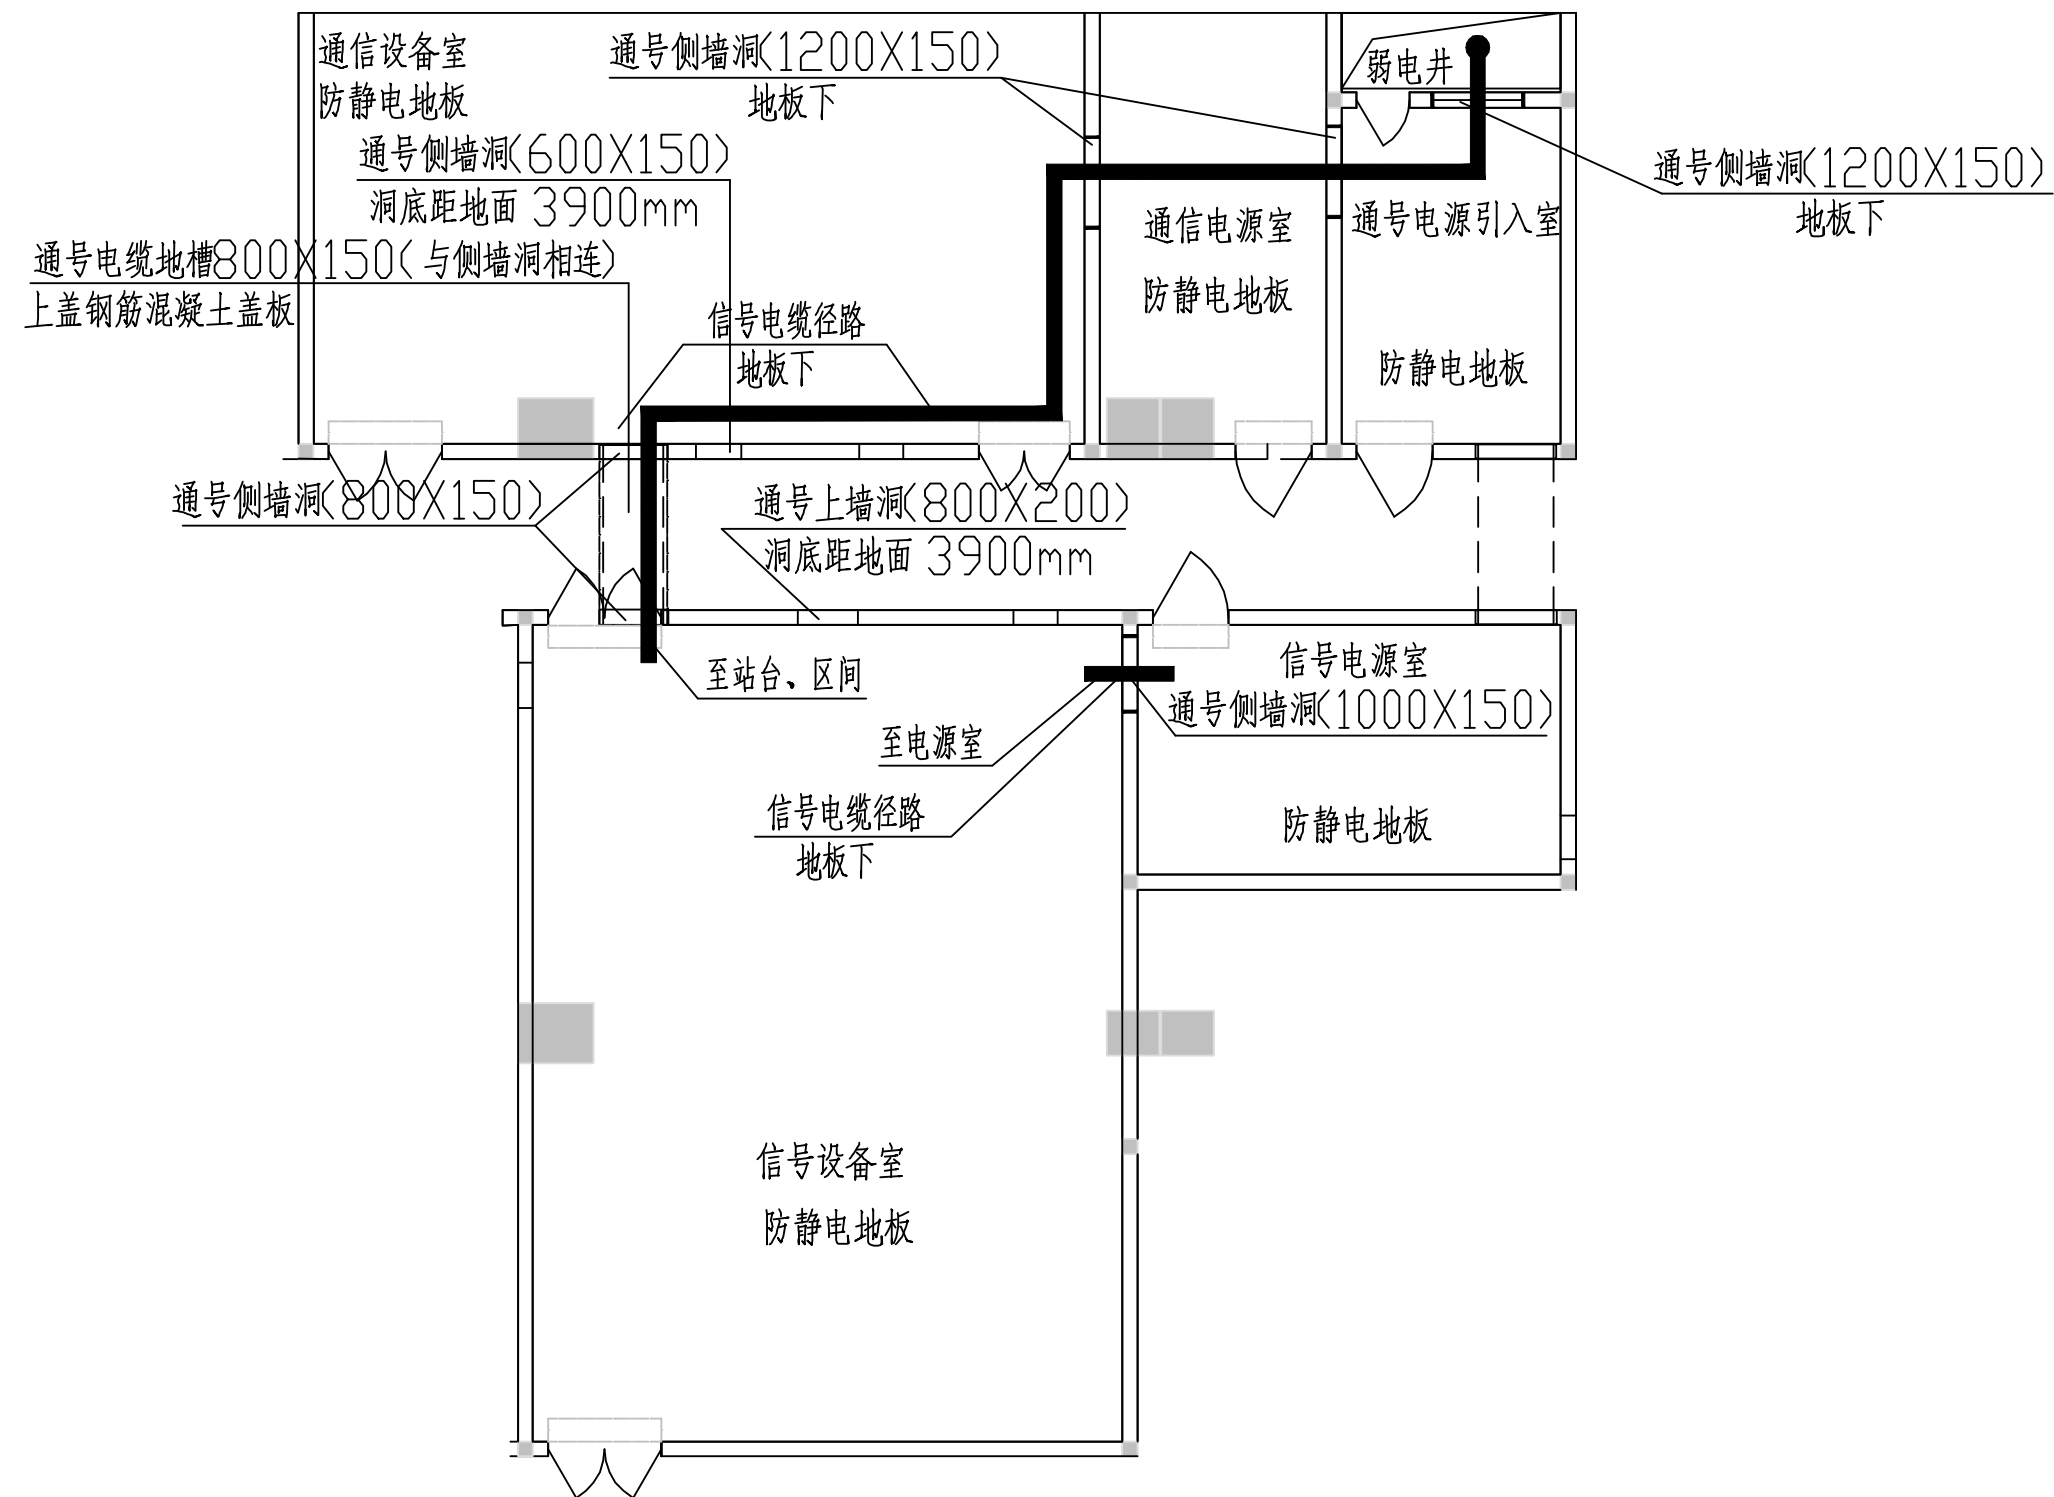 通信设备室
防静电地板
通号侧墙洞(1200X150)
地板下
弱电井
通号侧墙洞(600X150)
洞底距地面 3900mm
通号侧墙洞(1200X150)
地板下
通信电源室
防静电地板
通号电源引入室
防静电地板
通号电缆地槽800X150(与侧墙洞相连)
上盖钢筋混凝土盖板
信号电缆径路
地板下
通号侧墙洞(800X150)
通号上墙洞(800X200)
洞底距地面 3900mm
至站台、区间
信号电源室
通号侧墙洞(1000X150)
至电源室
信号电缆径路
地板下
防静电地板
信号设备室
防静电地板